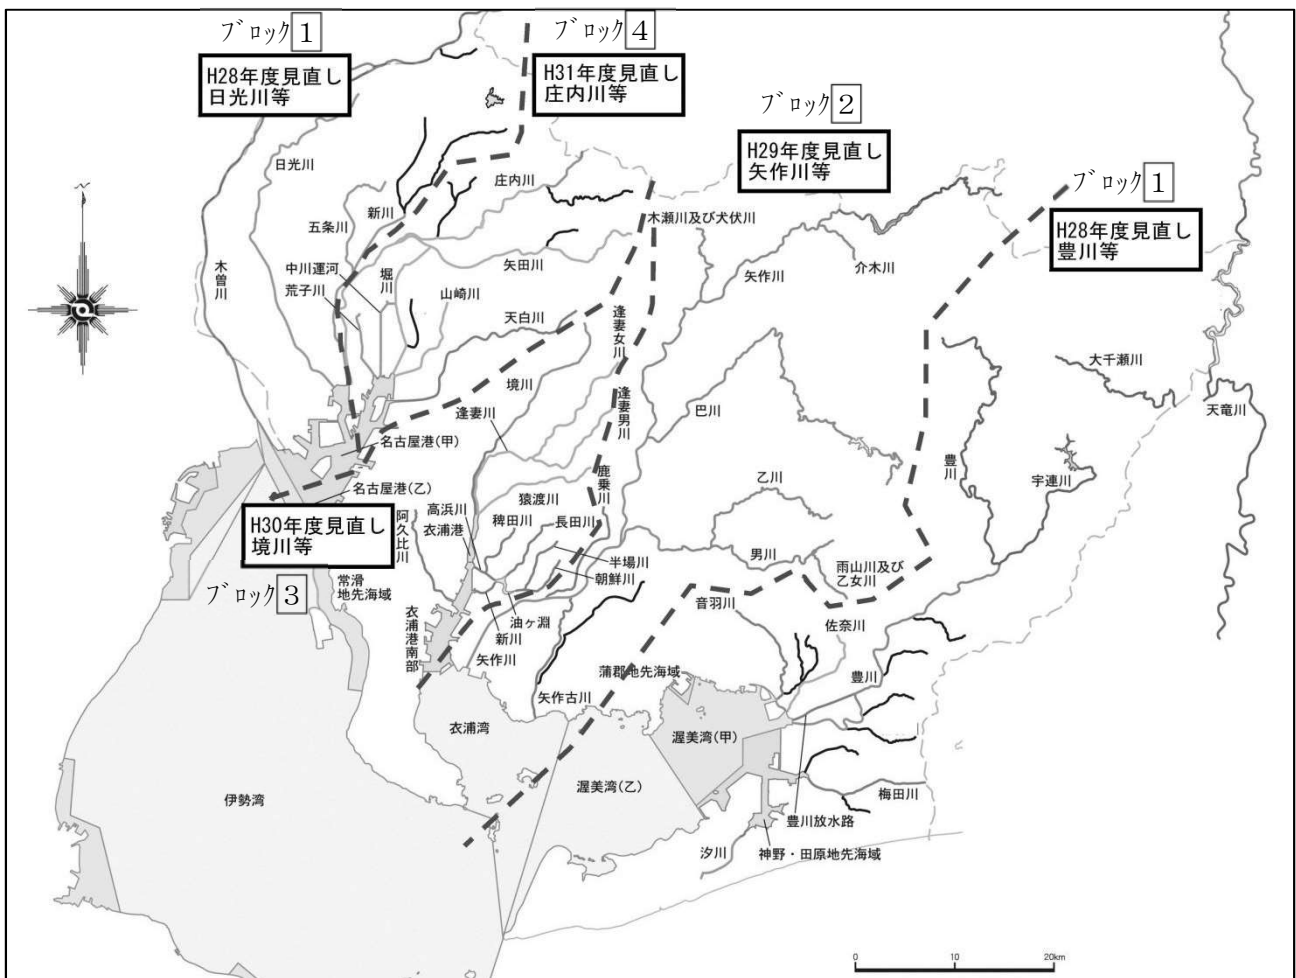 ブロック1
H28年度見直し
日光川等
ブロック4
H31年度見直し
庄内川等
ブロック2
H29年度見直し
矢作川等
ブロック1
H28年度見直し
豊川等
日光川
庄内川
新川
五条川
木瀬川及び犬伏川
中川運河
荒子川
堀川
矢田川
山崎川
木曽川
矢作川
介木川
天白川
逢妻女川
境川
逢妻川
逢妻男川
巴川
大千瀬川
天竜川
名古屋港(甲)
名古屋港(乙)
鹿乗川
豊川
宇連川
乙川
H30年度見直し
境川等
ブロック3
阿久比川
高浜川
衣浦港
猿渡川
稗田川
長田川
半場川
朝鮮川
男川
雨山川及び
乙女川
常滑
地先海域
音羽川
佐奈川
油ヶ淵
新川
衣浦港南部
矢作川
蒲郡地先海域
豊川
矢作古川
衣浦湾
渥美湾(甲)
渥美湾(乙)
伊勢湾
梅田川
豊川放水路
汐川
神野・田原地先海域
0 10 20km